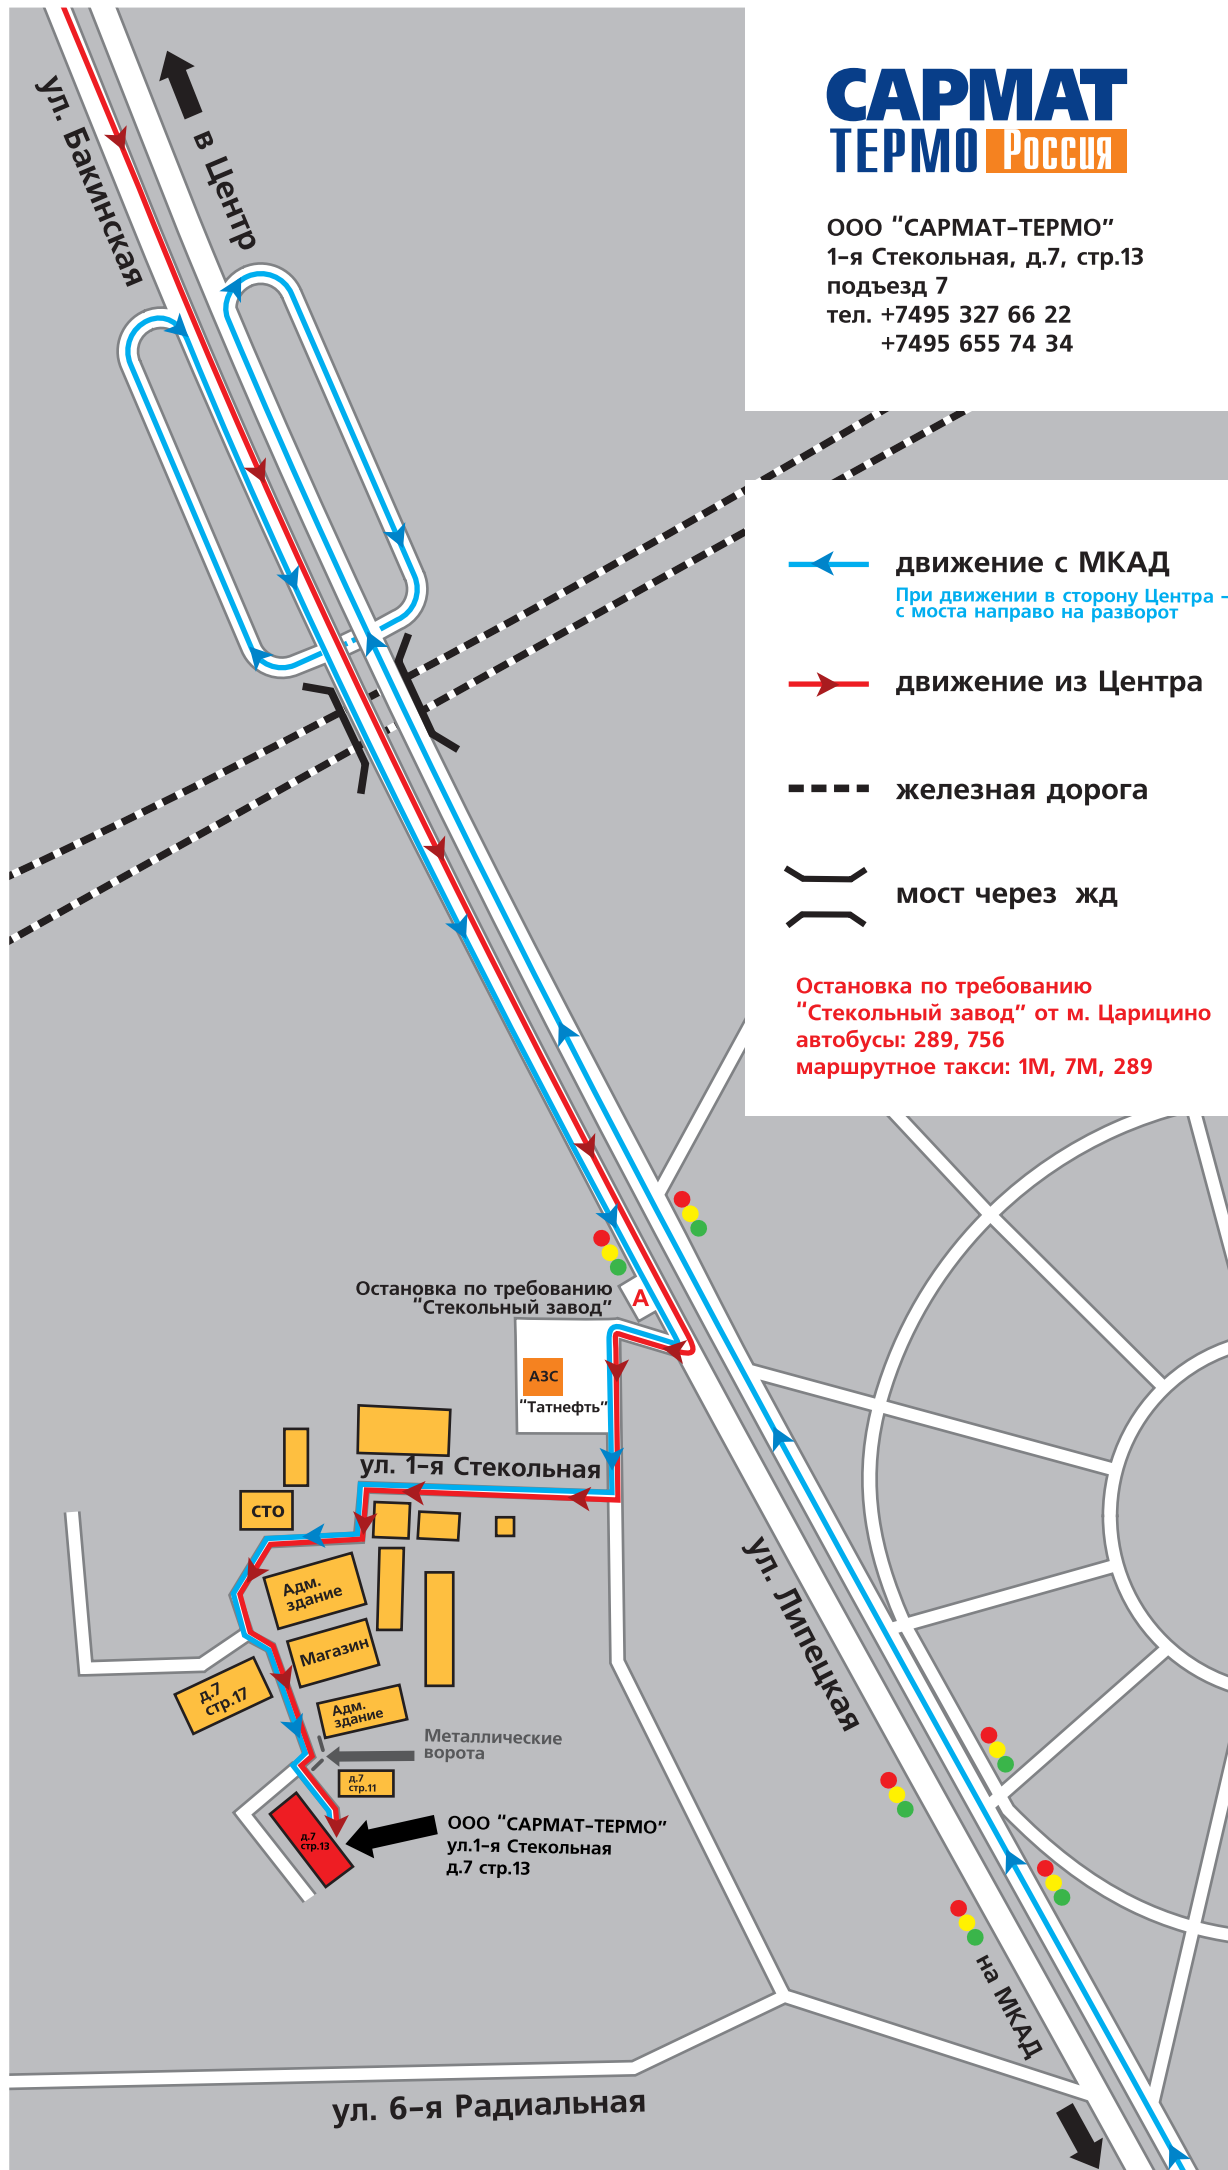 САРМАТ
ТЕРМО Россия
ООО “САРМАТ-ТЕРМО”
1-я Стекольная, д.7, стр.13
подъезд 7
тел. +7495 327 66 22
+7495 655 74 34
ул. Бакинская
в Центр
движение с МКАД
При движении в сторону Центра –
с моста направо на разворот
движение из Центра
железная дорога
мост через жд
Остановка по требованию
“Стекольный завод” от м. Царицино
автобусы: 289, 756
маршрутное такси: 1М, 7М, 289
Остановка по требованию
“Стекольный завод”
А
АЗС
“Татнефть”
ул. 1-я Стекольная
СТО
Адм.
здание
Магазин
д.7
стр.17
Адм.
здание
Металлические
ворота
д.7
стр.11
д.7
стр.13
ООО “САРМАТ-ТЕРМО”
ул.1-я Стекольная
д.7 стр.13
ул. Липецкая
на МКАД
ул. 6-я Радиальная